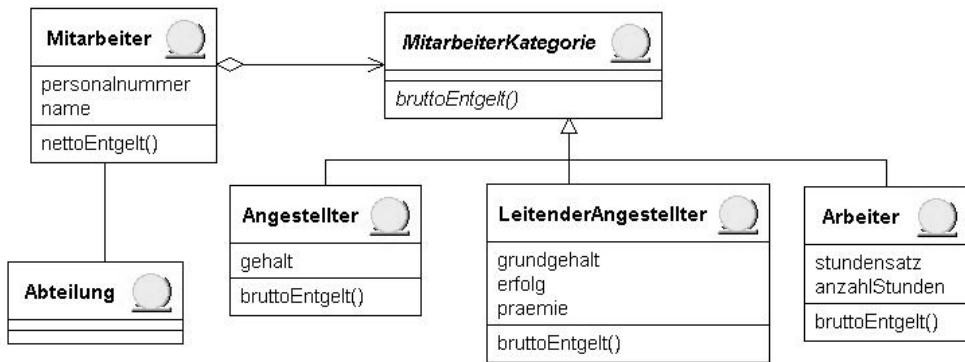 Mitarbeiter
personalnummer
name
nettoEntgelt()
MitarbeiterKategorie
bruttoEntgelt()
Abteilung
Angestellter
gehalt
bruttoEntgelt()
LeitenderAngestellter
grundgehalt
erfolg
praemie
bruttoEntgelt()
Arbeiter
stundensatz
anzahlStunden
bruttoEntgelt()